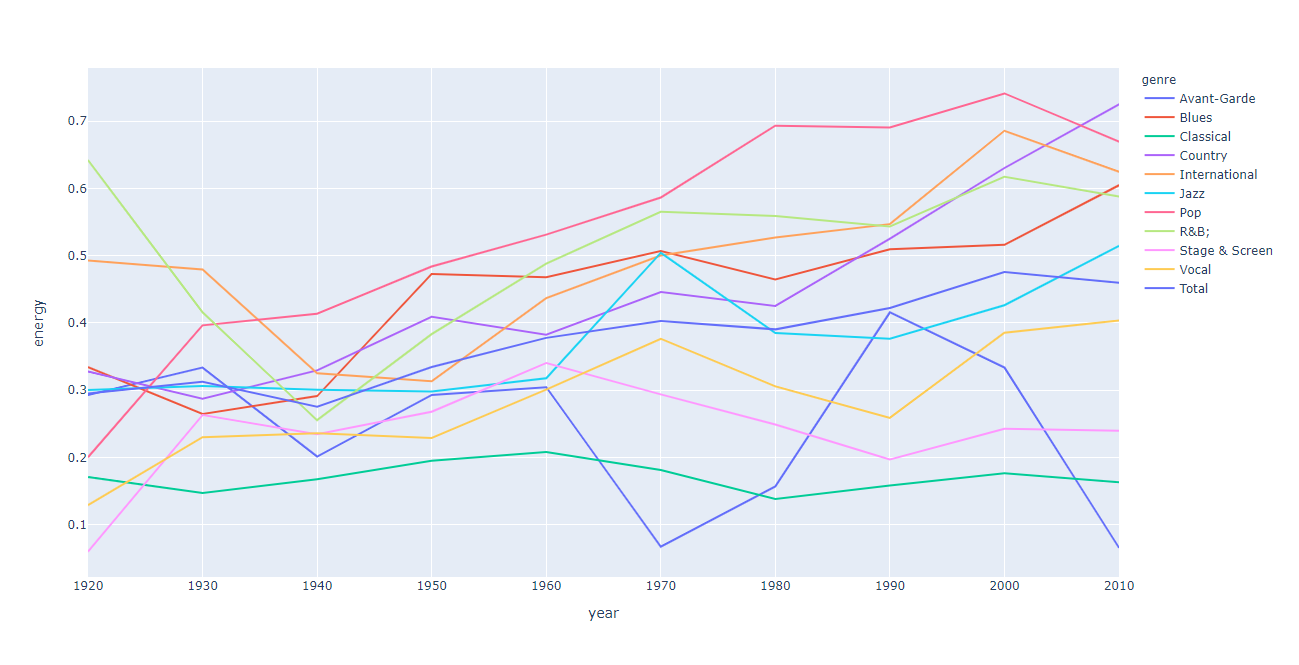 genre
Avant-Garde
Blues
Classical
Country
International
Jazz
Pop
R&B;
Stage & Screen
Vocal
Total
0.7
0.6
0.5
0.4
0.3
0.2
0.1
energy
1920 1930 1940 1950 1960 1970 1980 1990 2000 2010
year